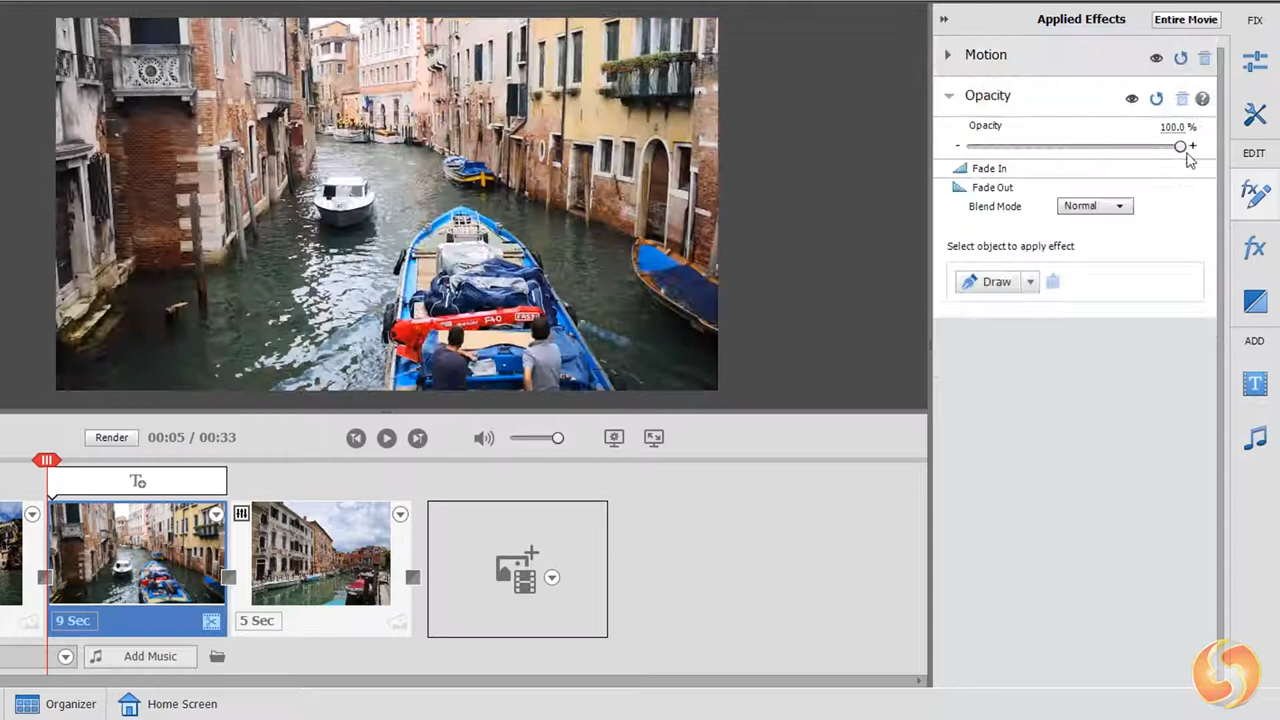 Applied Effects
Entire Movie
FIX
Motion
Opacity
Opacity
100.0 %
- +
EDIT
Fade In
Fade Out
Blend Mode
Normal
Select object to apply effect
Draw
fx
ADD
T
F40
Render
00:05 / 00:33
T
9 Sec
5 Sec
Add Music
Organizer
Home Screen